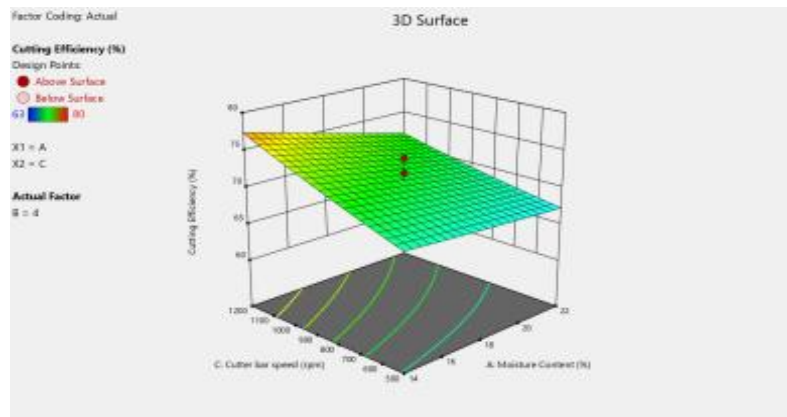 Factor Coding: Actual
3D Surface
Cutting Efficiency (%)
Design Points:
Above Surface
Below Surface
63 80
X1 = A
X2 = C
Actual Factor
B = 4
Cutting Efficiency (%)
80
75
70
65
60
1200
1100
1000
900
800
700
600
500
14
16
18
20
22
C: Cutter bar speed (rpm)
A: Moisture Content (%)